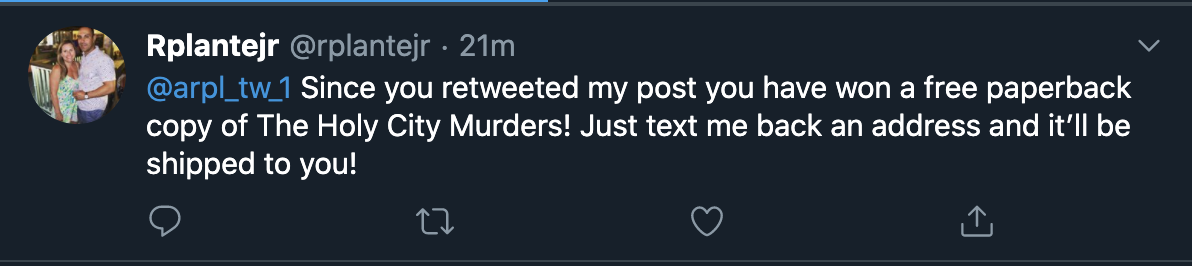 Rplantejr @rplantejr · 21m
@arpl_tw_1 Since you retweeted my post you have won a free paperback
copy of The Holy City Murders! Just text me back an address and it’ll be
shipped to you!